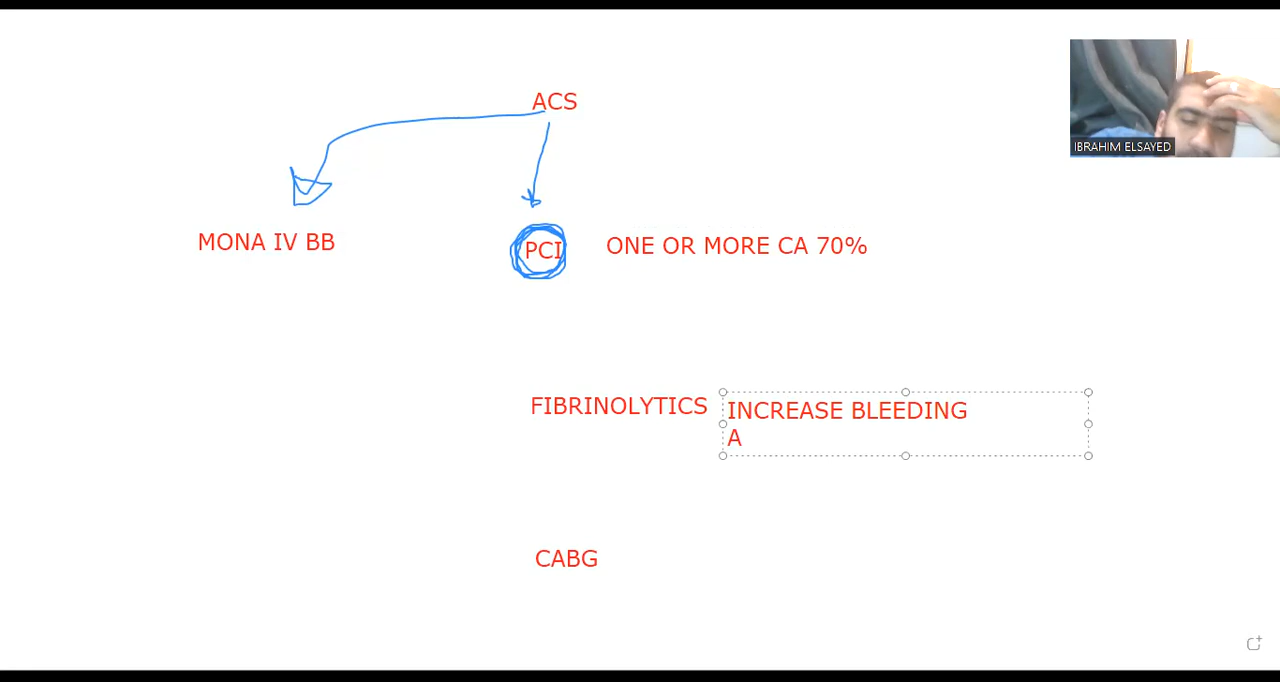 ACS
IBRAHIM ELSAYED
MONA IV BB
PCI
ONE OR MORE CA 70%
FIBRINOLYTICS
INCREASE BLEEDING
A
CABG